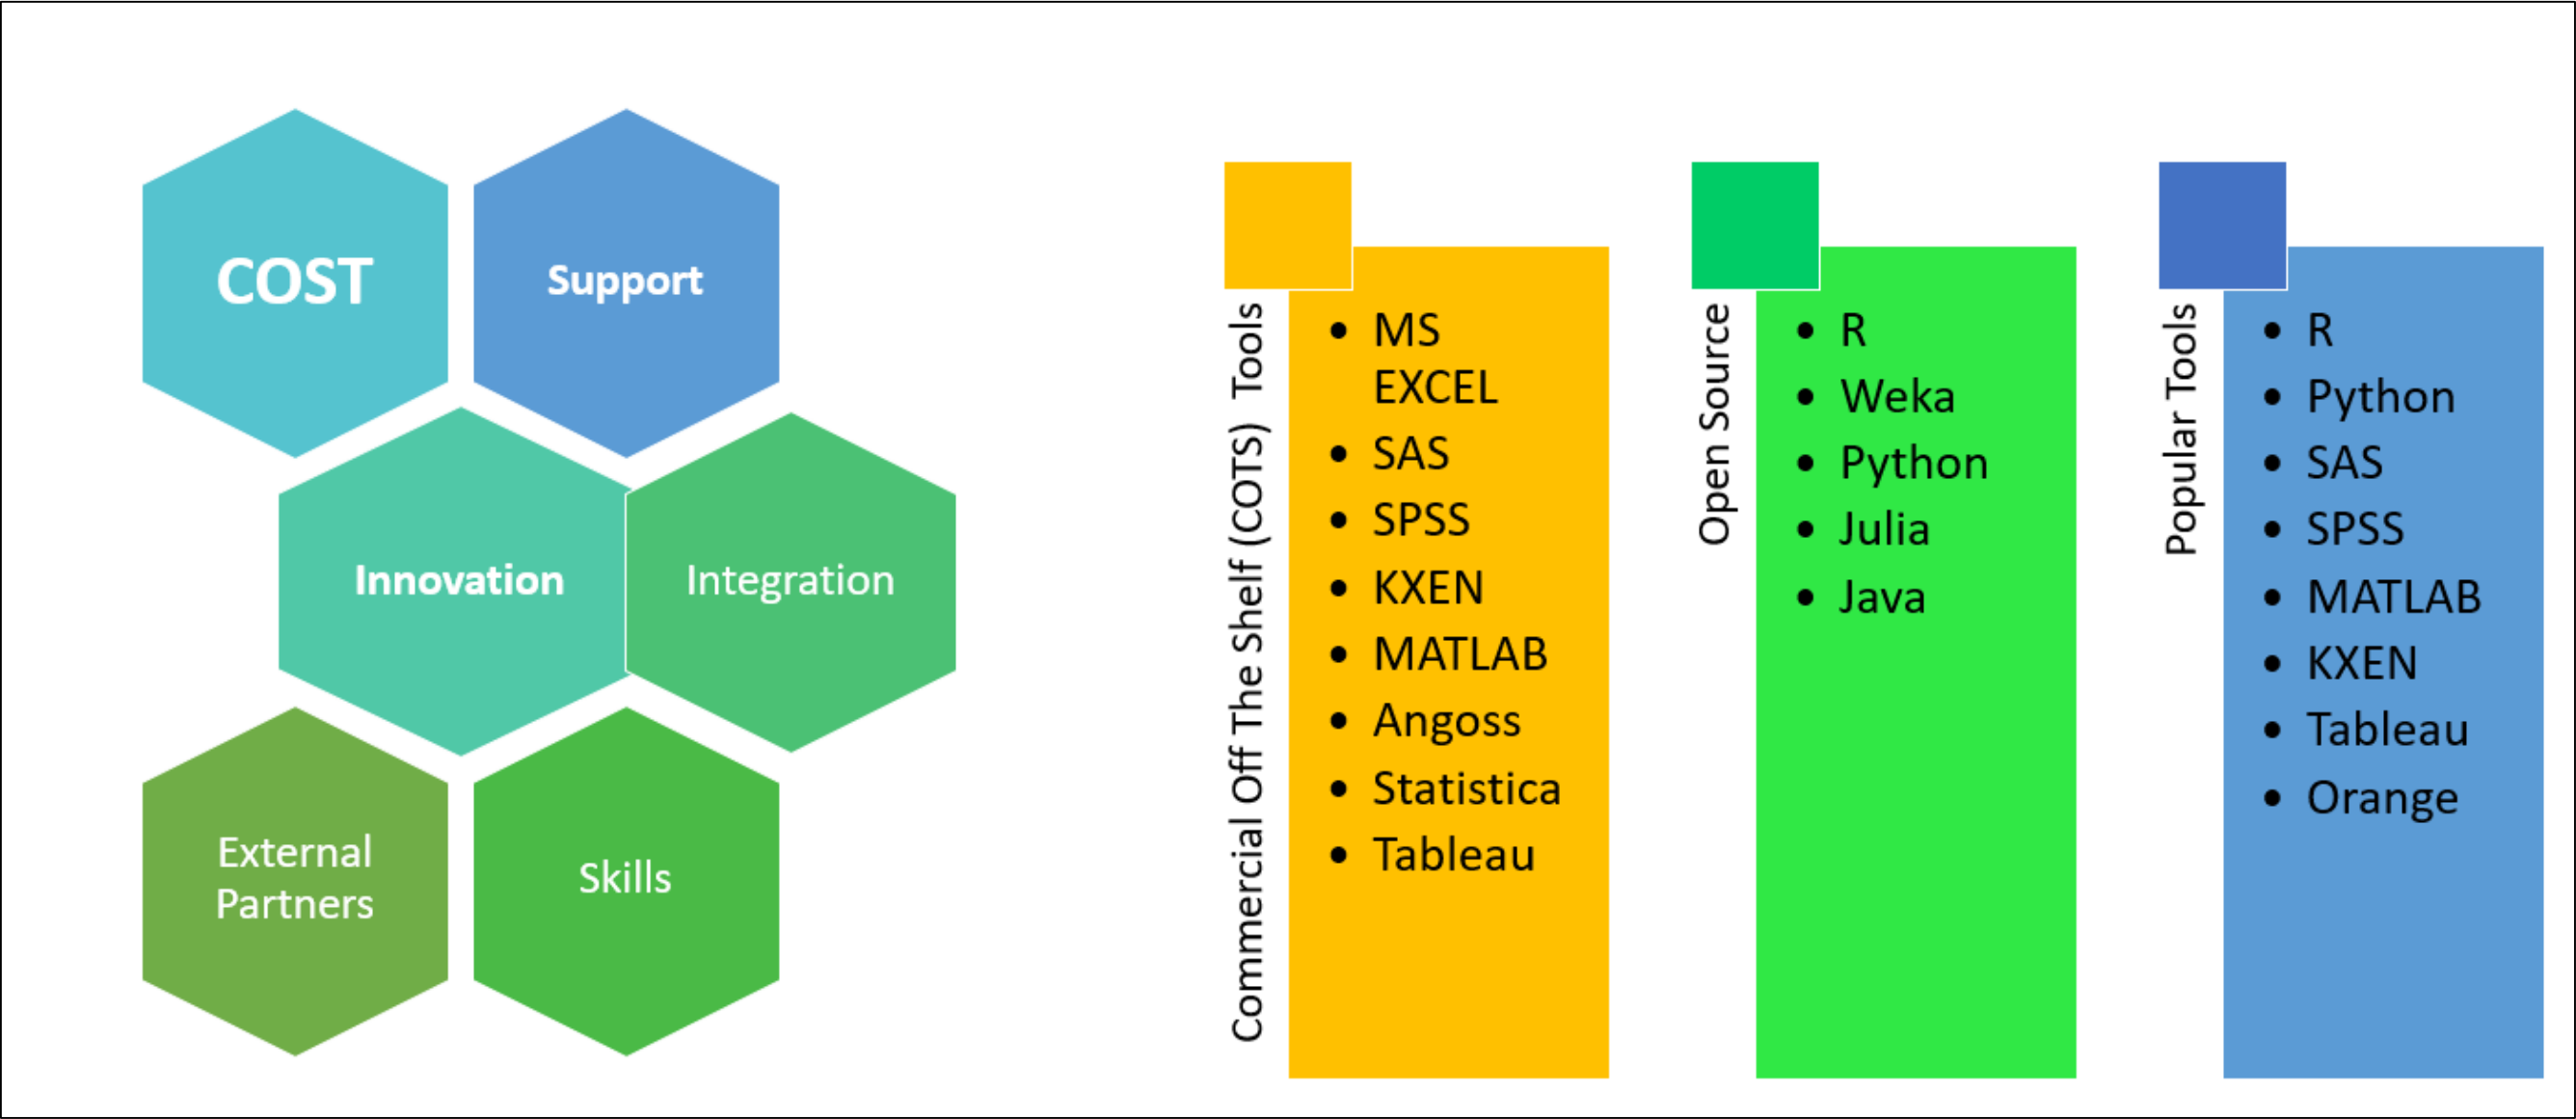 COST
Support
Innovation
Integration
External
Partners
Skills
Commercial Off The Shelf (COTS) Tools
• MS
EXCEL
• SAS
• SPSS
• KXEN
• MATLAB
• Angoss
• Statistica
• Tableau
Open Source
• R
• Weka
• Python
• Julia
• Java
Popular Tools
• R
• Python
• SAS
• SPSS
• MATLAB
• KXEN
• Tableau
• Orange